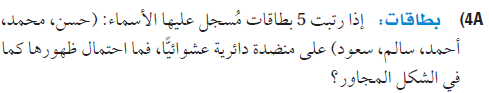 4A) بطاقات: إذا رتبت 5 بطاقات مُسجل عليها الأسماء: (حسن، محمد،
أحمد، سالم، سعود) على منضدة دائرية عشوائيًّا، فما احتمال ظهورها كما
في الشكل المجاور؟